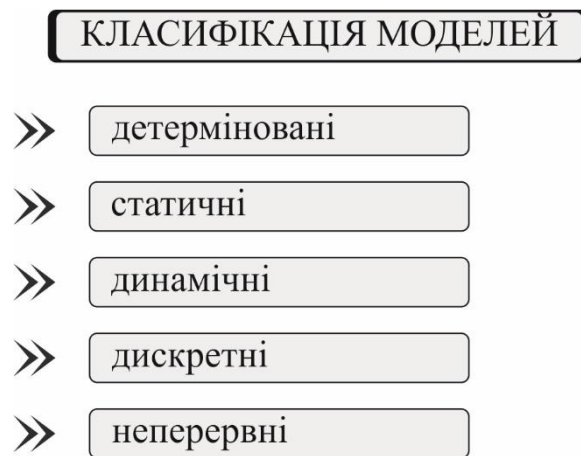 КЛАСИФІКАЦІЯ МОДЕЛЕЙ
детерміновані
статичні
динамічні
дискретні
неперервні